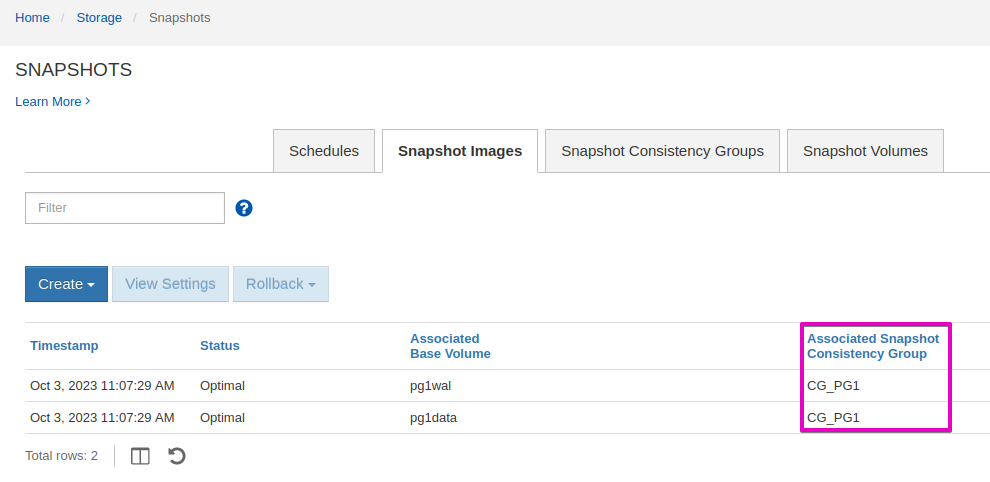 Home / Storage / Snapshots
SNAPSHOTS
Learn More
Schedules Snapshot Images Snapshot Consistency Groups Snapshot Volumes
Filter ?
Create View Settings Rollback
Timestamp Status Associated Base Volume Associated Snapshot Consistency Group
Oct 3, 2023 11:07:29 AM Optimal pg1wal CG_PG1
Oct 3, 2023 11:07:29 AM Optimal pg1data CG_PG1
Total rows: 2